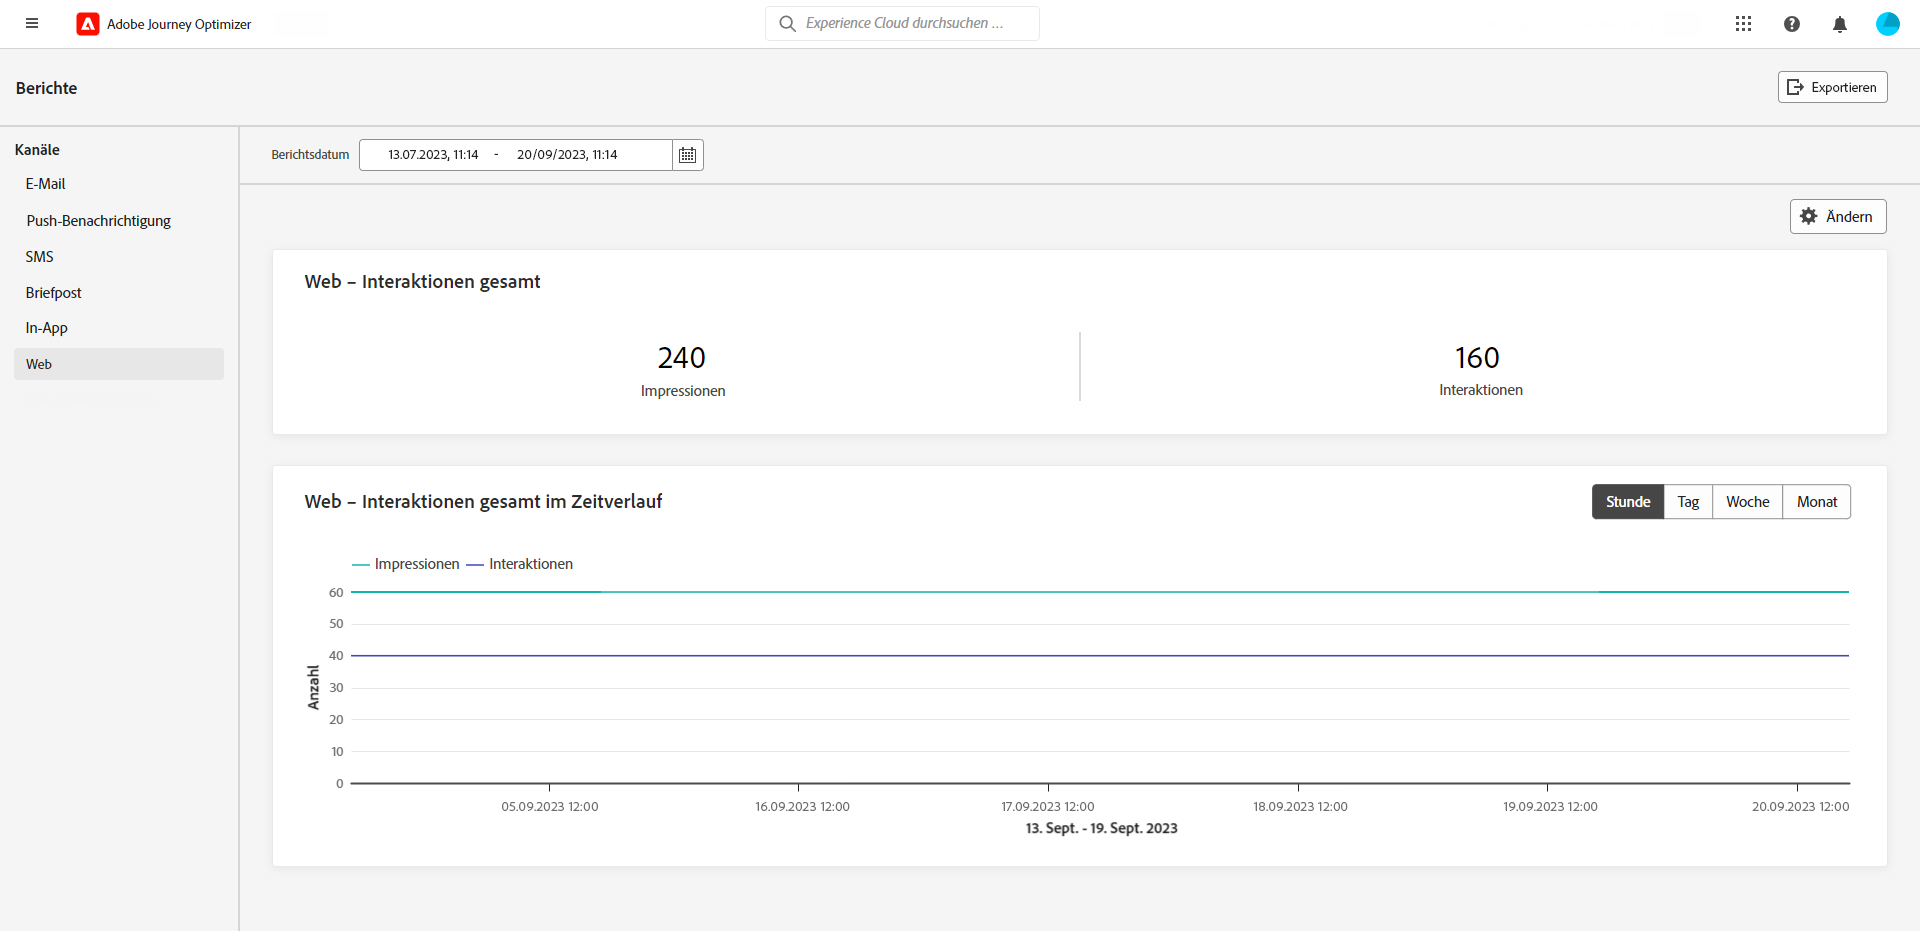 Adobe Journey Optimizer
Experience Cloud durchsuchen ...
Berichte
Exportieren
Kanäle
E-Mail
Push-Benachrichtigung
SMS
Briefpost
In-App
Web
Berichtsdatum
13.07.2023, 11:14 - 20/09/2023, 11:14
Ändern
Web – Interaktionen gesamt
240
Impressionen
160
Interaktionen
Web – Interaktionen gesamt im Zeitverlauf
Stunde Tag Woche Monat
Impressionen Interaktionen
60
50
40
30
20
10
0
Anzahl
05.09.2023 12:00 16.09.2023 12:00 17.09.2023 12:00 18.09.2023 12:00 19.09.2023 12:00 20.09.2023 12:00
13. Sept. - 19. Sept. 2023